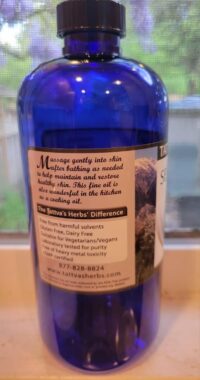 Massage gently into skin
after bathing as needed
to help maintain and restore
healthy skin. This fine oil is
also wonderful in the kitchen
as a cooking oil.
The Tattva's Herbs' Difference
Free from harmful solvents
Gluten Free, Dairy Free
Suitable for Vegetarians/Vegans
Laboratory tested for purity
Free of heavy metal toxicity
certified
877-828-8824
www.tattvasherbs.com